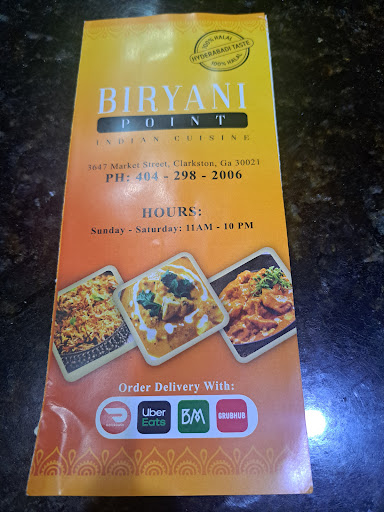 100% HALAL
HYDERABADI TASTE
100% HALAL
BIRYANI
POINT
INDIAN CUISINE
3647 Market Street, Clarkston, Ga 30021
PH: 404 - 298 - 2006
HOURS:
Sunday - Saturday: 11AM - 10 PM
Order Delivery With:
DOORDASH
Uber
Eats
BM
GRUBHUB